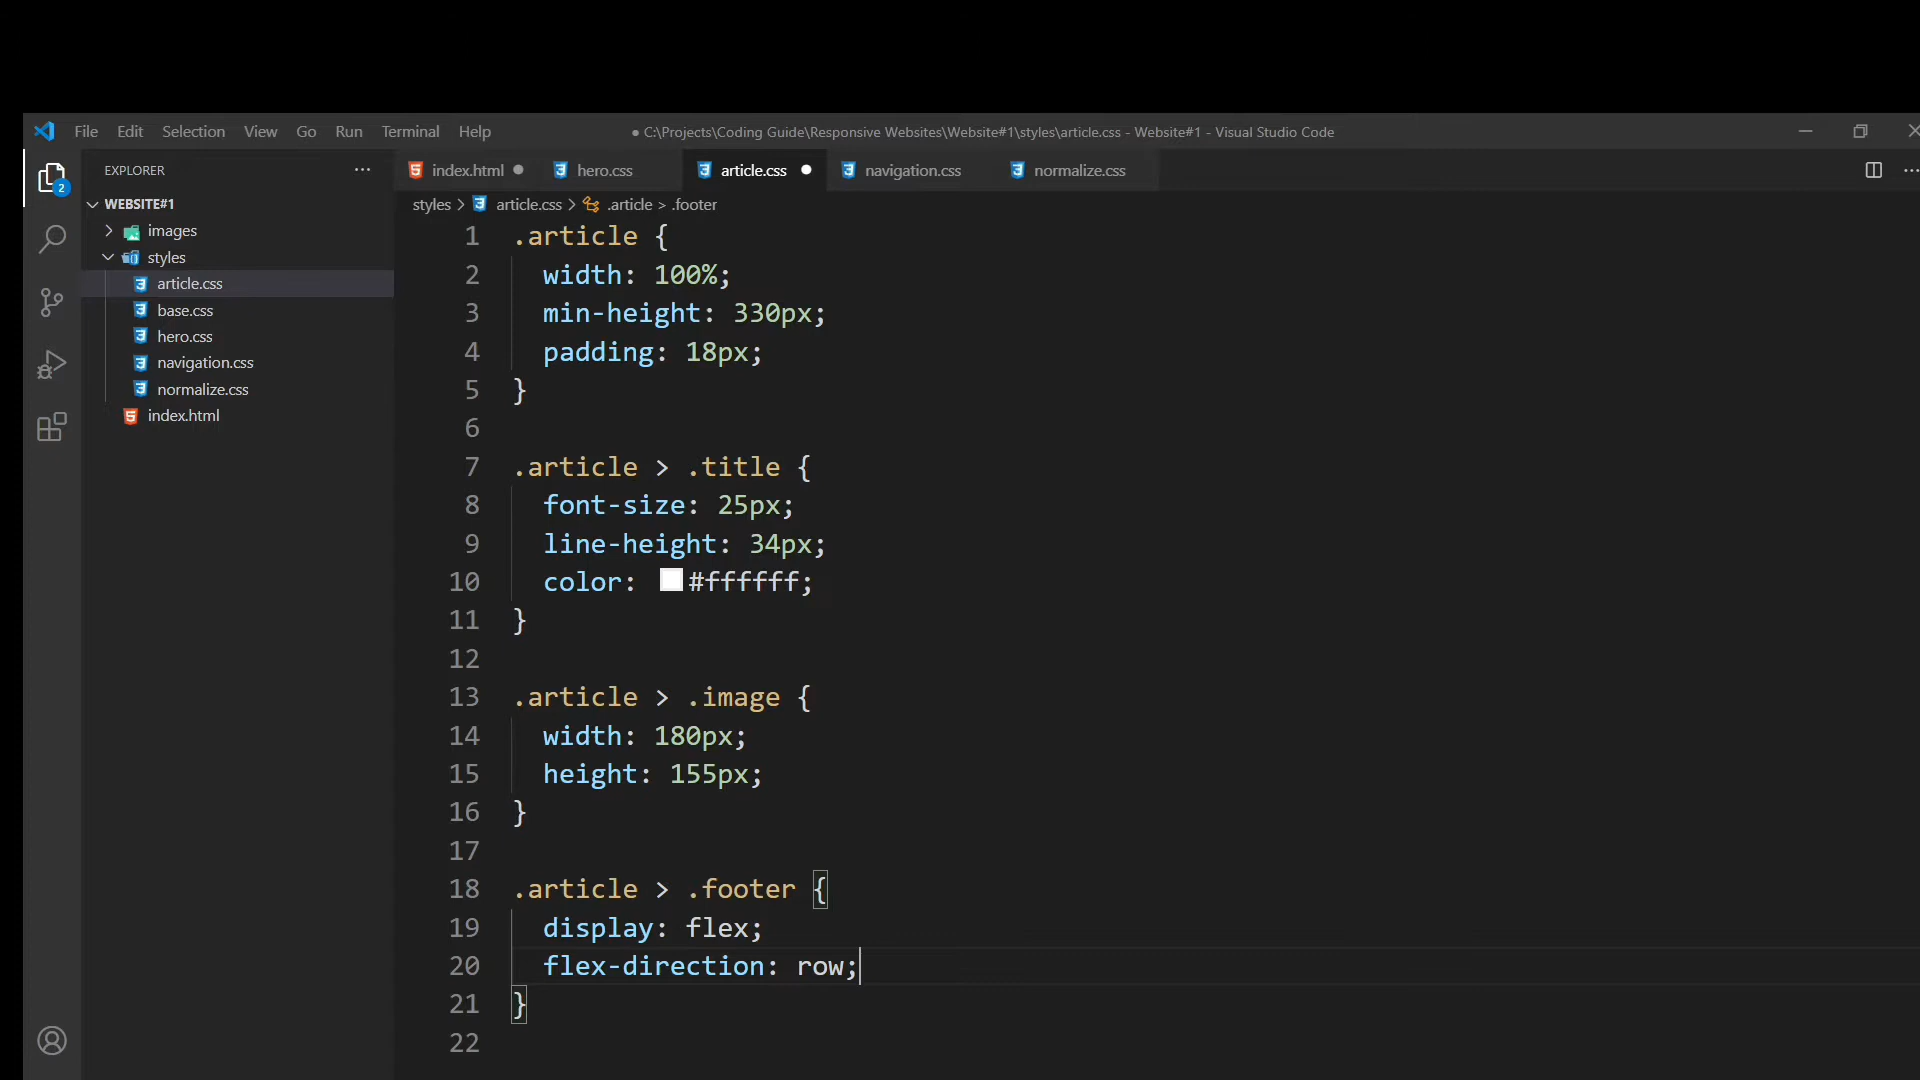 File Edit Selection View Go Run Terminal Help ● C:\Projects\Coding Guide\Responsive Websites\Website#1\styles\article.css - Website#1 - Visual Studio Code
EXPLORER ···
index.html hero.css article.css navigation.css normalize.css
styles > article.css > .article > .footer
2
WEBSITE#1
images
styles
article.css
base.css
hero.css
navigation.css
normalize.css
index.html
1 .article {
2 width: 100%;
3 min-height: 330px;
4 padding: 18px;
5 }
6
7 .article > .title {
8 font-size: 25px;
9 line-height: 34px;
10 color: #ffffff;
11 }
12
13 .article > .image {
14 width: 180px;
15 height: 155px;
16 }
17
18 .article > .footer {
19 display: flex;
20 flex-direction: row;
21 }
22